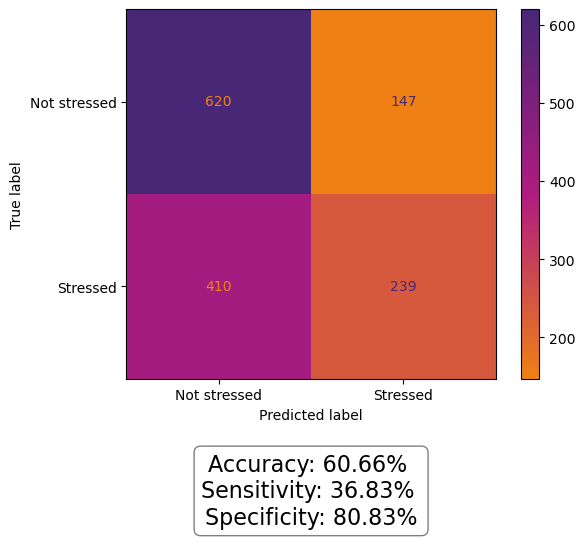 600
Not stressed
620
147
500
True label
400
300
Stressed
410
239
200
Not stressed
Stressed
Predicted label
Accuracy: 60.66%
Sensitivity: 36.83%
Specificity: 80.83%